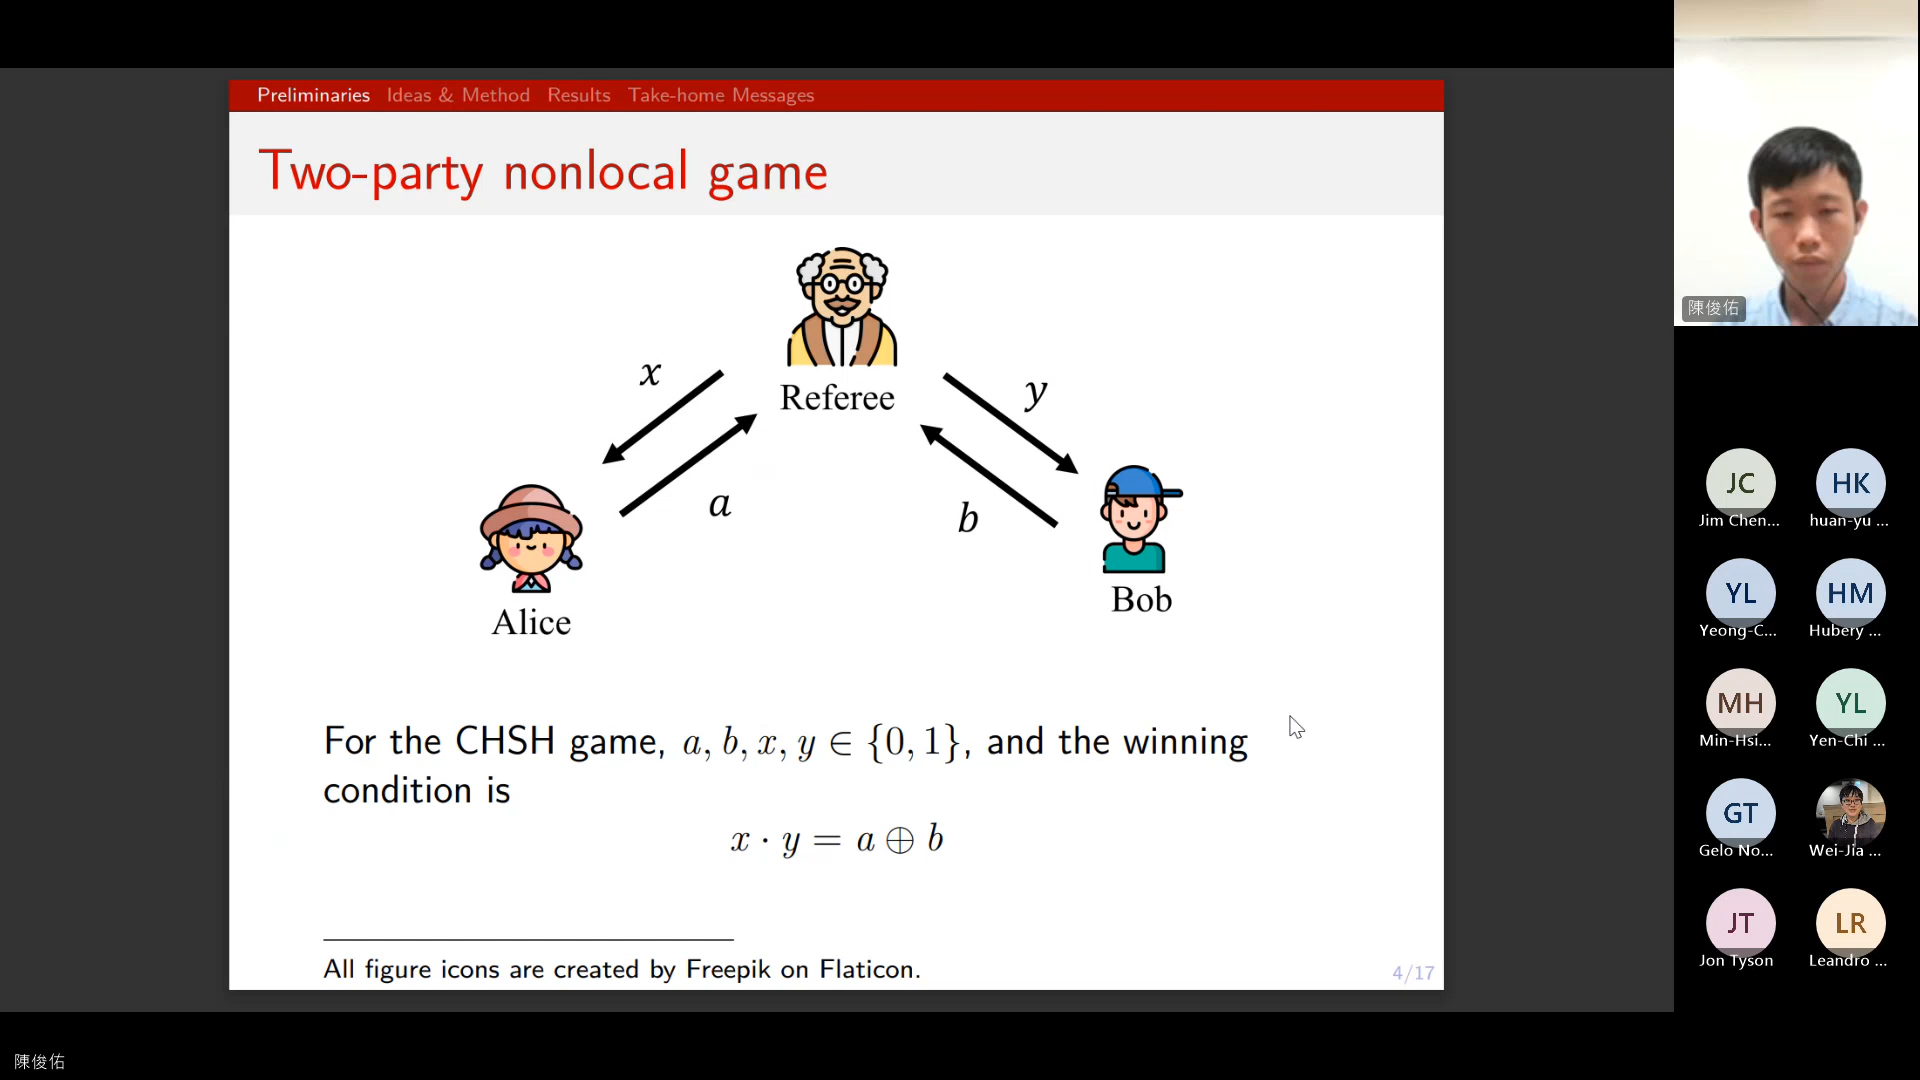 Preliminaries Ideas & Method Results Take-home Messages
Two-party nonlocal game
x
y
Referee
a
b
Alice
Bob
For the CHSH game, a, b, x, y ∈ {0, 1}, and the winning
condition is
x · y = a ⊕ b
All figure icons are created by Freepik on Flaticon.
4/17
陳俊佑
JC
HK
Jim Chen...
huan-yu ...
YL
HM
Yeong-C...
Hubery ...
MH
YL
Min-Hsi...
Yen-Chi ...
GT
Gelo No...
Wei-Jia ...
JT
LR
Jon Tyson
Leandro ...
陳俊佑